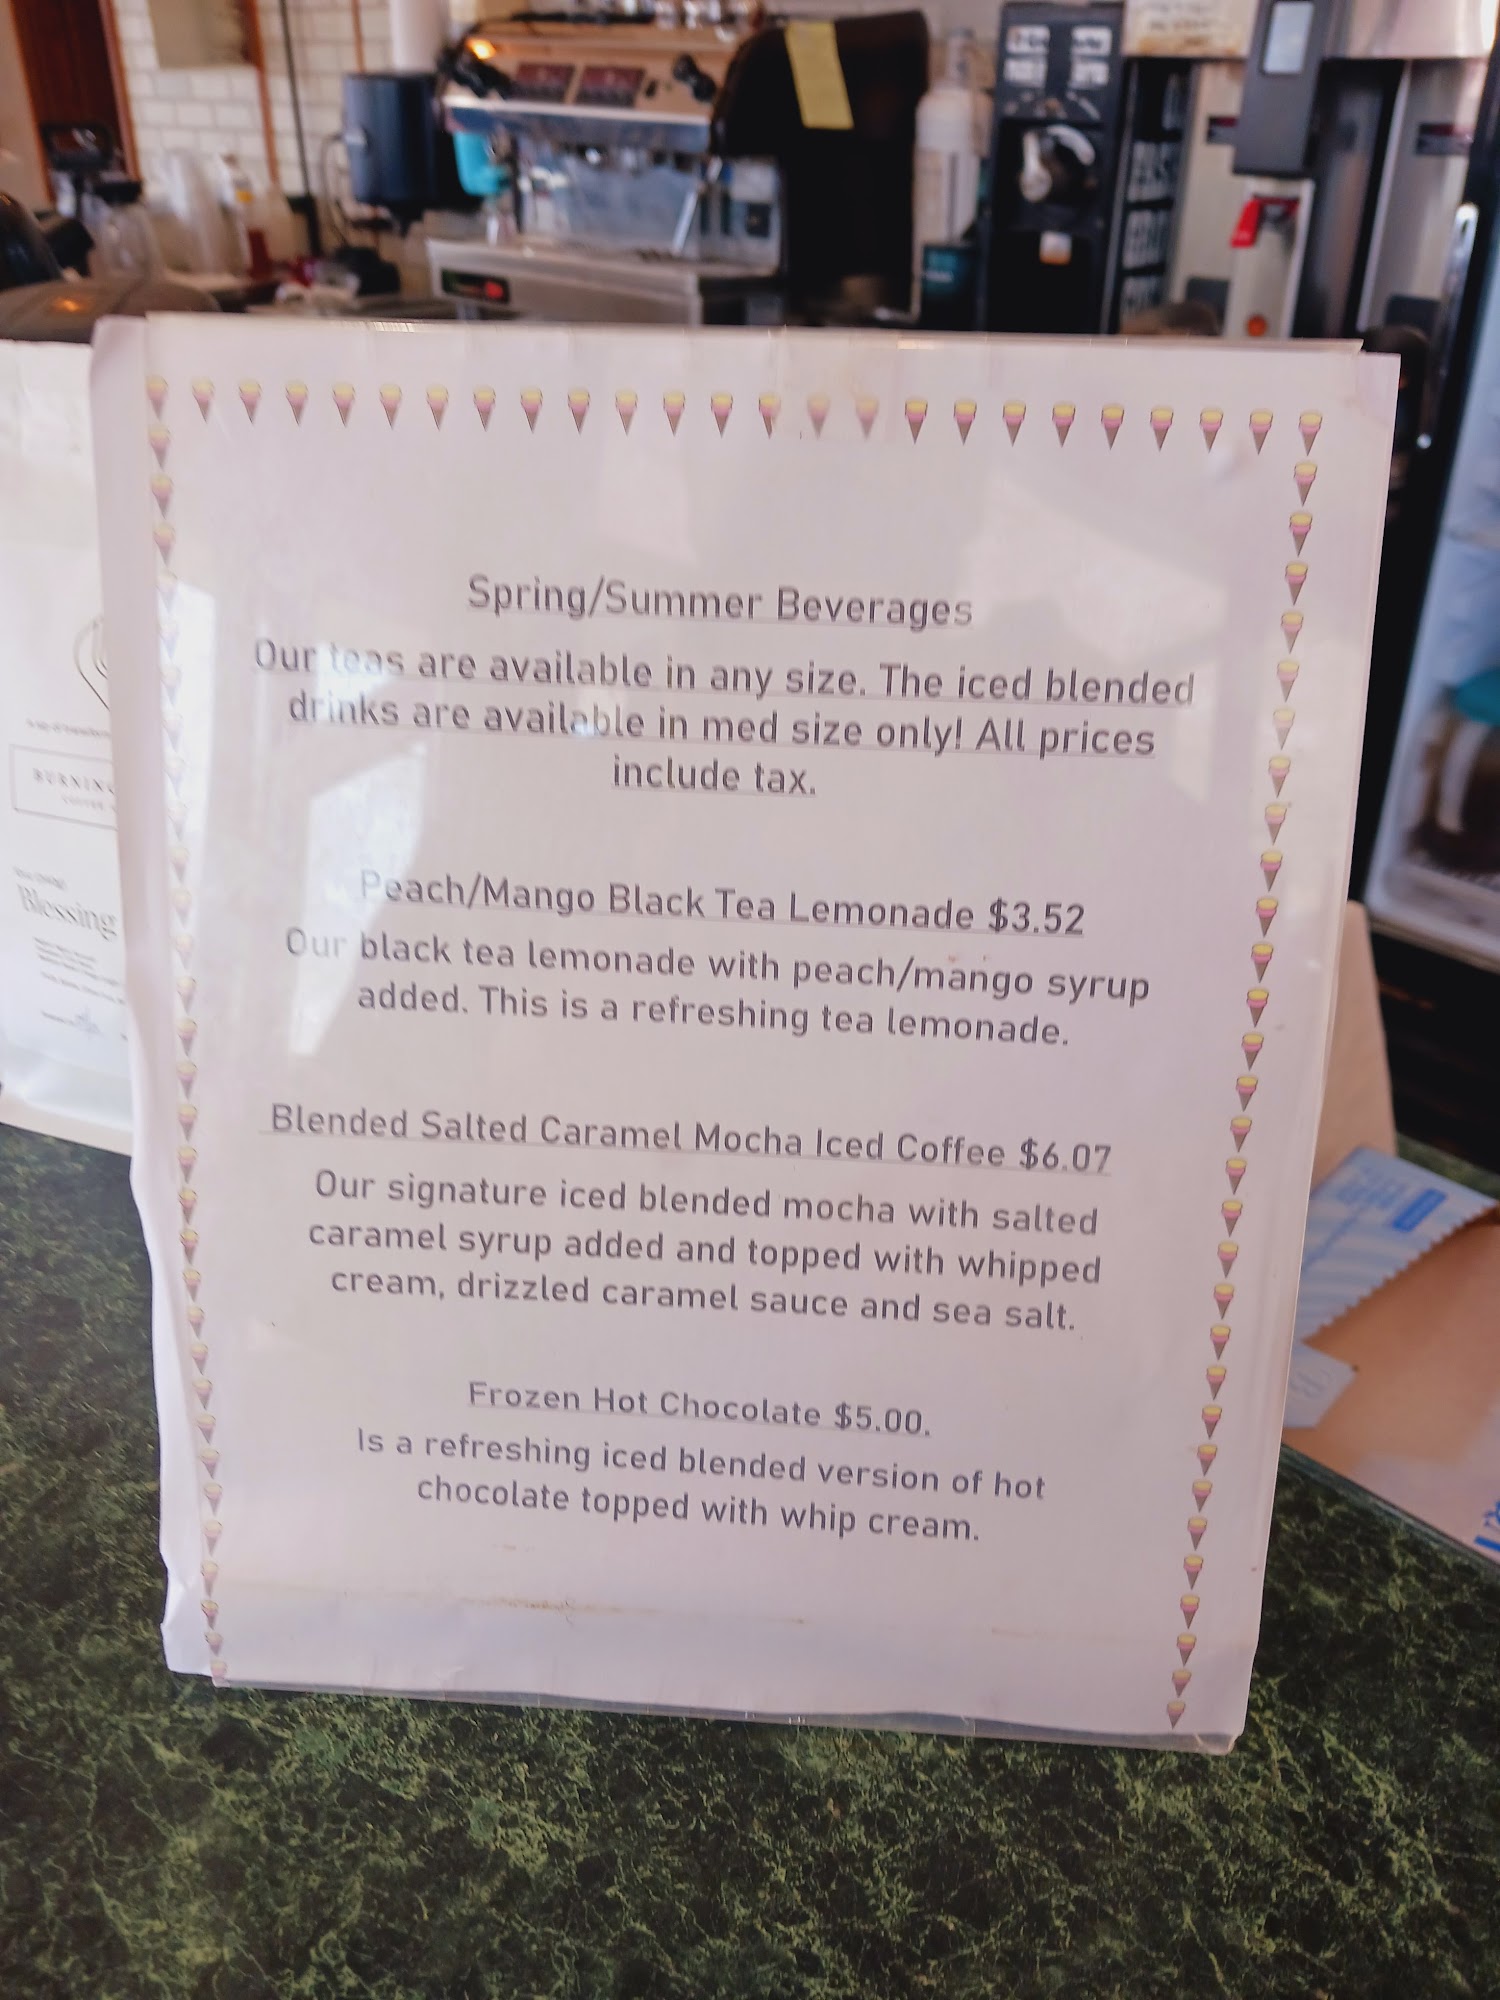 Spring/Summer Beverages
Our teas are available in any size. The iced blended
drinks are available in med size only! All prices
include tax.
Peach/Mango Black Tea Lemonade $3.52
Our black tea lemonade with peach/mango syrup
added. This is a refreshing tea lemonade.
Blended Salted Caramel Mocha Iced Coffee $6.07
Our signature iced blended mocha with salted
caramel syrup added and topped with whipped
cream, drizzled caramel sauce and sea salt.
Frozen Hot Chocolate $5.00.
Is a refreshing iced blended version of hot
chocolate topped with whip cream.
Blessing